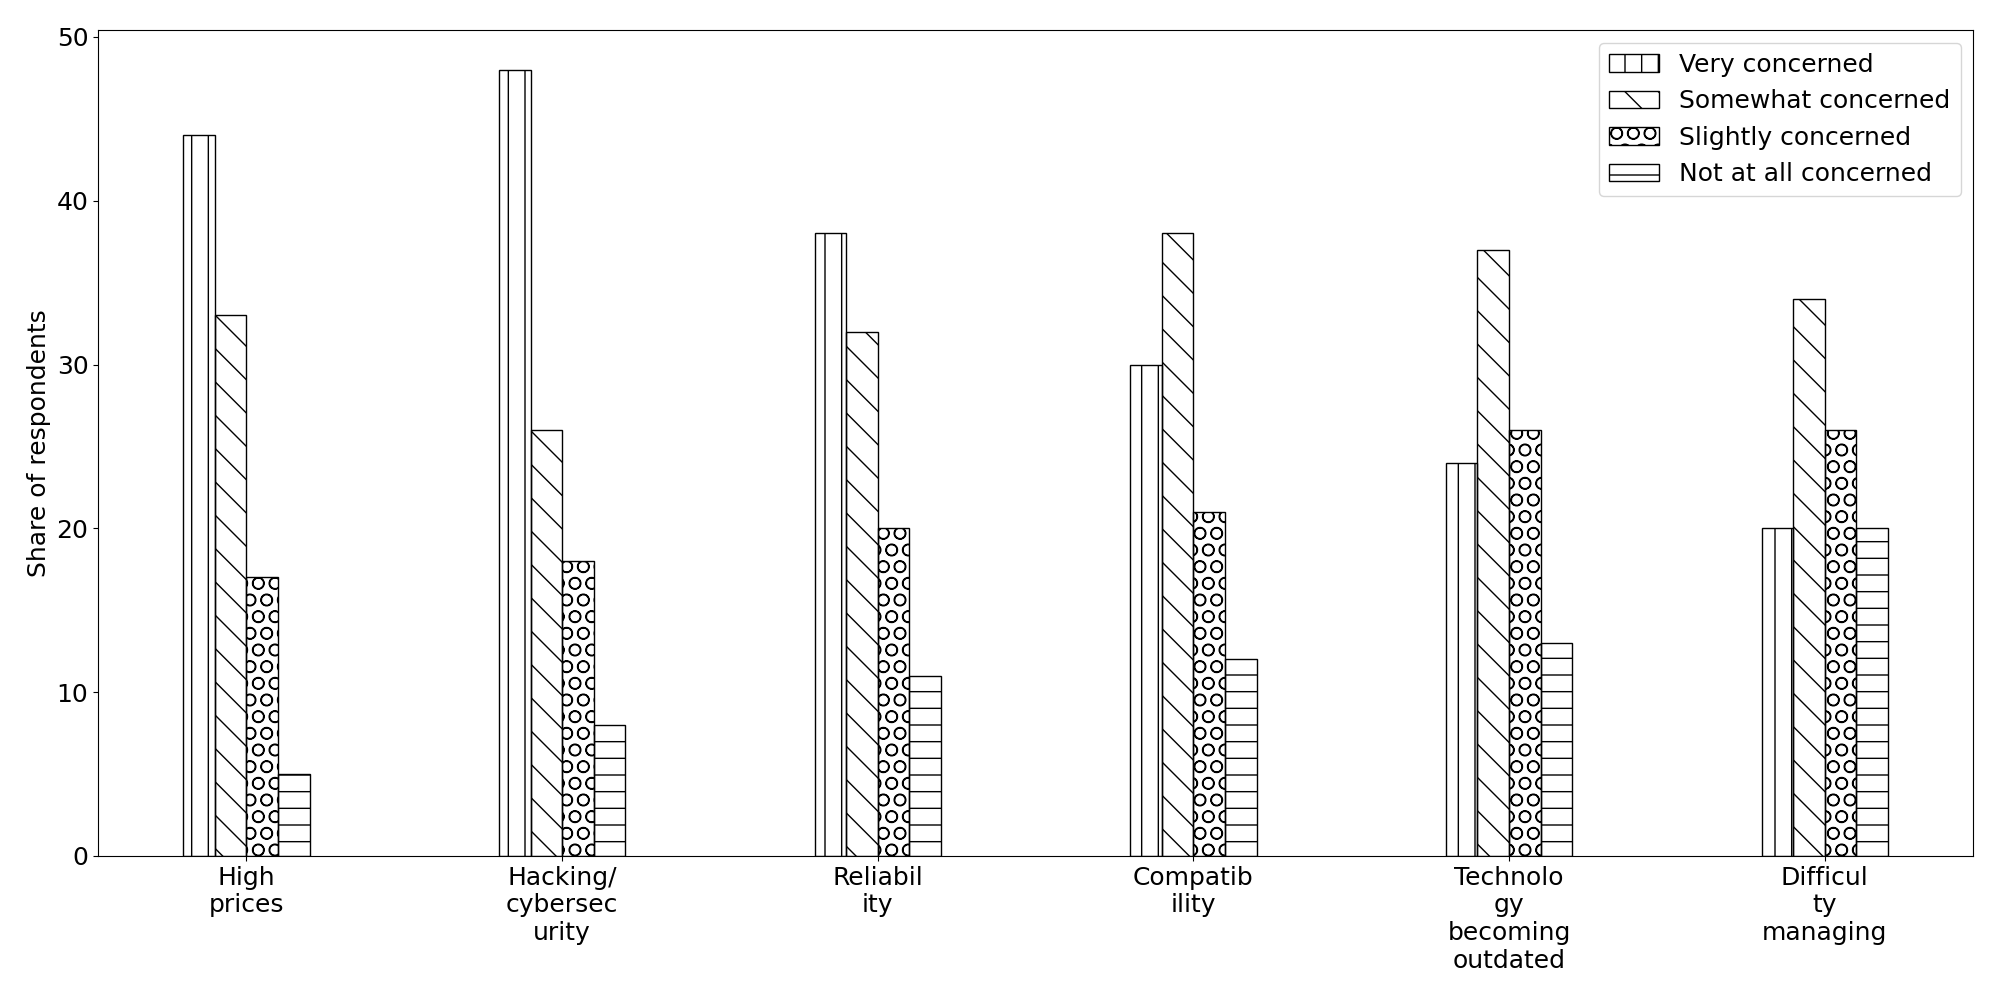 50
40
30
20
10
0
Share of respondents
Very concerned
Somewhat concerned
Slightly concerned
Not at all concerned
High
prices
Hacking/
cybersec
urity
Reliabil
ity
Compatib
ility
Technolo
gy
becoming
outdated
Difficul
ty
managing